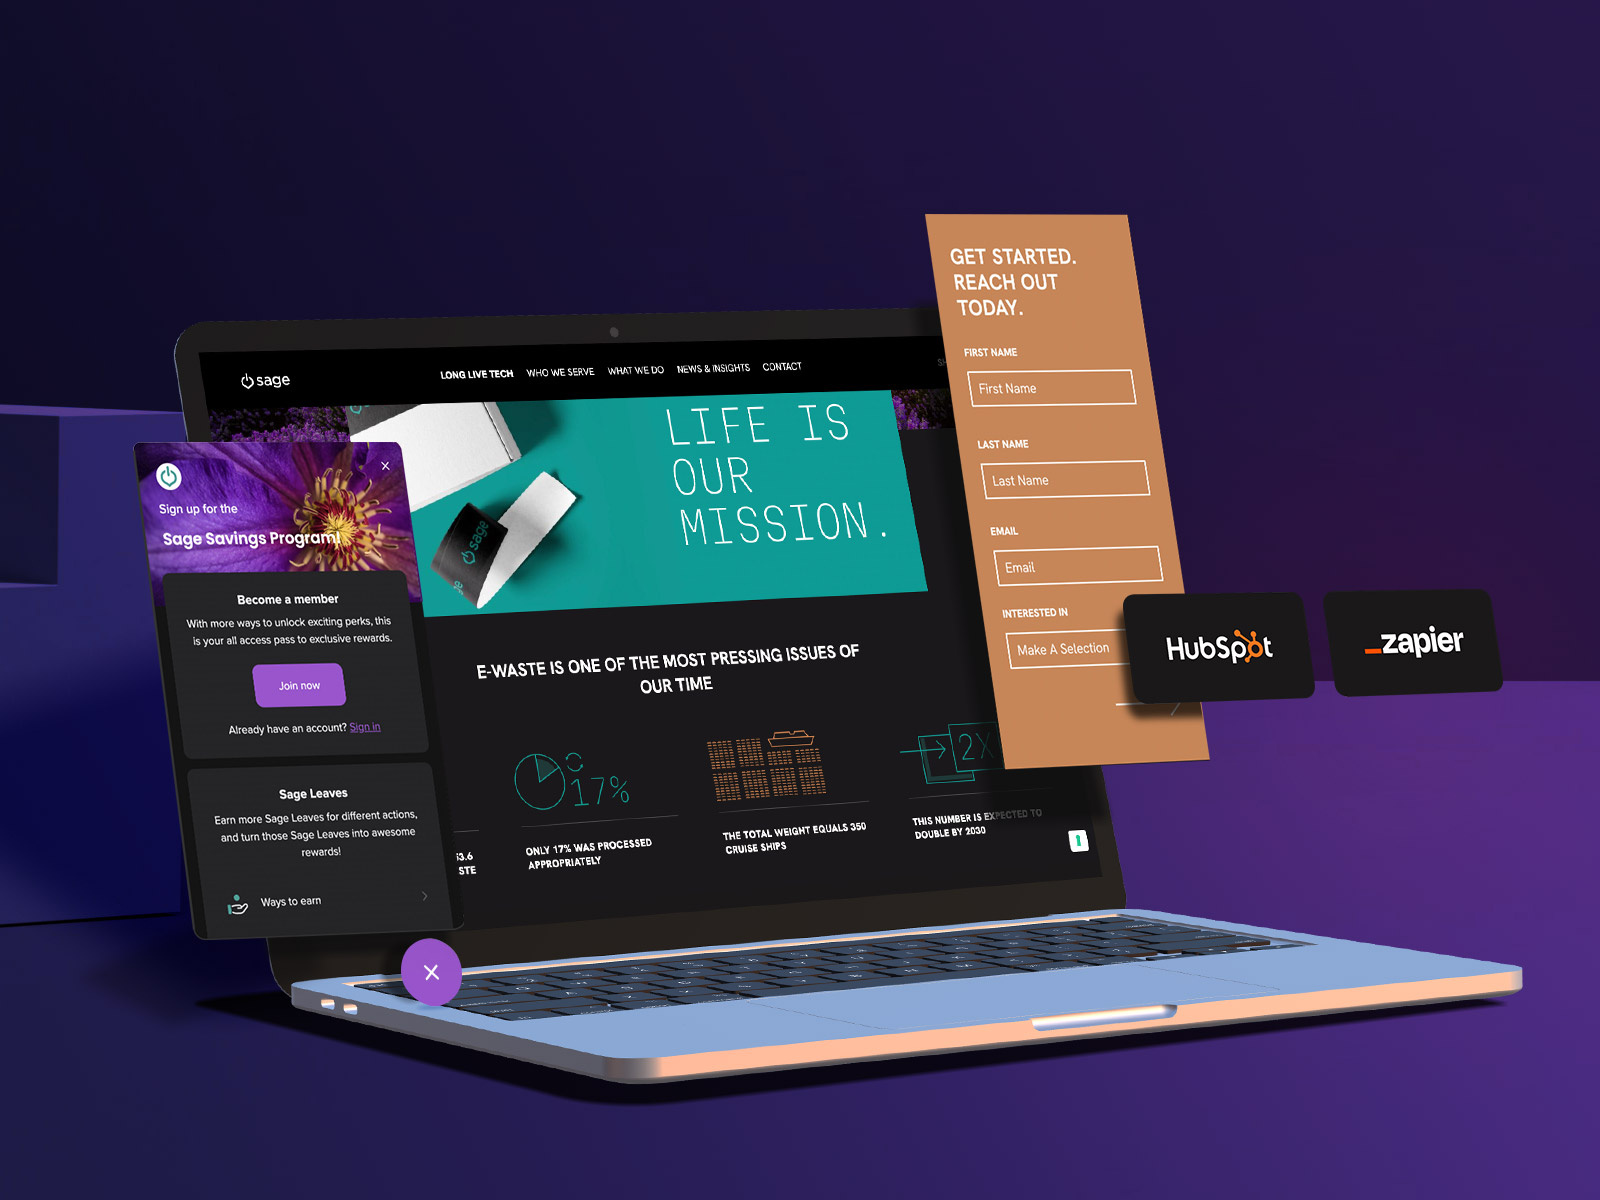 sage
LONG LIVE TECH WHO WE SERVE WHAT WE DO NEWS & INSIGHTS CONTACT
LIFE IS
OUR
MISSION.
sage
E-WASTE IS ONE OF THE MOST PRESSING ISSUES OF
OUR TIME
17%
2X
ONLY 17% WAS PROCESSED
APPROPRIATELY
THE TOTAL WEIGHT EQUALS 350
CRUISE SHIPS
THIS NUMBER IS EXPECTED TO
DOUBLE BY 2030
Sign up for the
Sage Savings Program!
Become a member
With more ways to unlock exciting perks, this
is your all access pass to exclusive rewards.
Join now
Already have an account? Sign in
Sage Leaves
Earn more Sage Leaves for different actions,
and turn those Sage Leaves into awesome
rewards!
Ways to earn
GET STARTED.
REACH OUT
TODAY.
FIRST NAME
First Name
LAST NAME
Last Name
EMAIL
Email
INTERESTED IN
Make A Selection
HubSpot
zapier